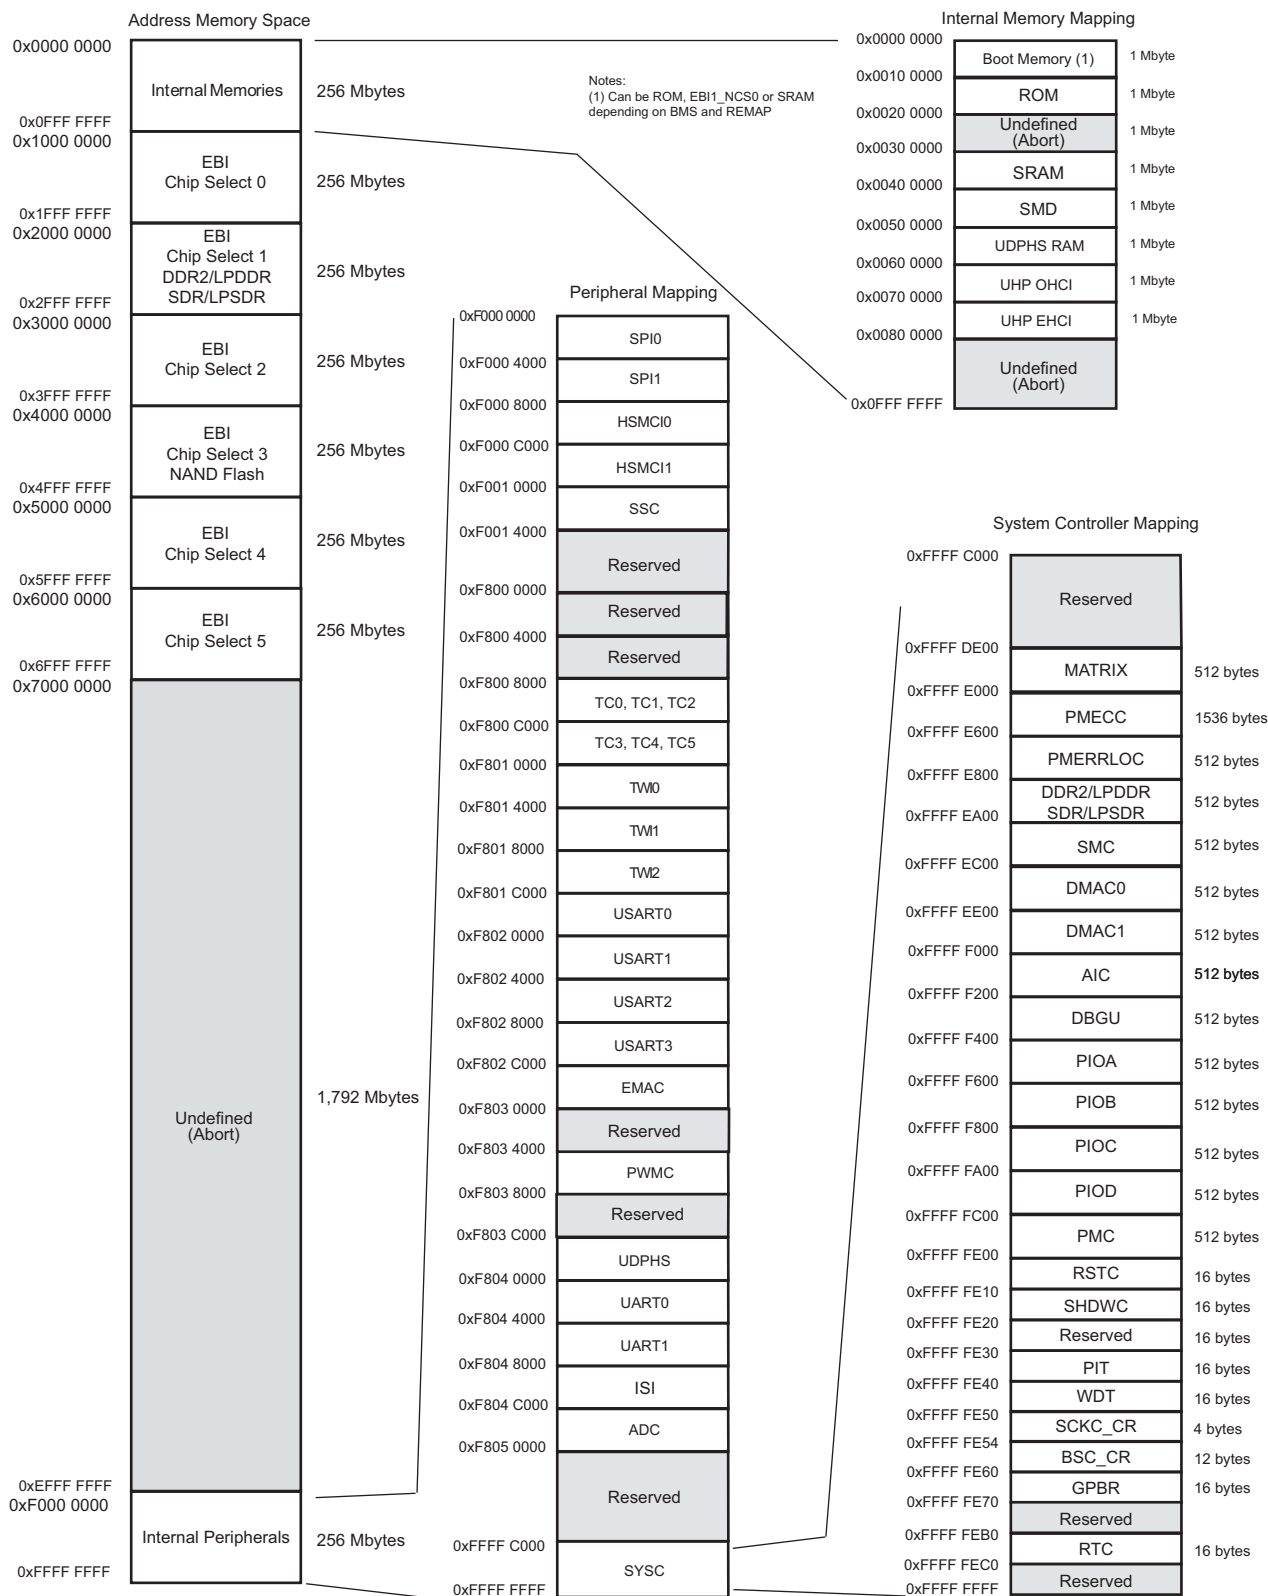 Address Memory Space
0x0000 0000
Internal Memories
256 Mbytes
0x0FFF FFFF
0x1000 0000
EBI
Chip Select 0
256 Mbytes
0x1FFF FFFF
0x2000 0000
EBI
Chip Select 1
DDR2/LPDDR
SDR/LPSDR
256 Mbytes
0x2FFF FFFF
0x3000 0000
EBI
Chip Select 2
256 Mbytes
0x3FFF FFFF
0x4000 0000
EBI
Chip Select 3
NAND Flash
256 Mbytes
0x4FFF FFFF
0x5000 0000
EBI
Chip Select 4
256 Mbytes
0x5FFF FFFF
0x6000 0000
EBI
Chip Select 5
256 Mbytes
0x6FFF FFFF
0x7000 0000
Undefined
(Abort)
1,792 Mbytes
0xEFFF FFFF
0xF000 0000
Internal Peripherals
256 Mbytes
0xFFFF FFFF
Notes:
(1) Can be ROM, EBI1_NCS0 or SRAM
depending on BMS and REMAP
Peripheral Mapping
0xF000 0000
SPI0
0xF000 4000
SPI1
0xF000 8000
HSMCI0
0xF000 C000
HSMCI1
0xF001 0000
SSC
0xF001 4000
Reserved
0xF800 0000
Reserved
0xF800 4000
Reserved
0xF800 8000
TC0, TC1, TC2
0xF800 C000
TC3, TC4, TC5
0xF801 0000
TWI0
0xF801 4000
TWI1
0xF801 8000
TWI2
0xF801 C000
USART0
0xF802 0000
USART1
0xF802 4000
USART2
0xF802 8000
USART3
0xF802 C000
EMAC
0xF803 0000
Reserved
0xF803 4000
PWMC
0xF803 8000
Reserved
0xF803 C000
UDPHS
0xF804 0000
UART0
0xF804 4000
UART1
0xF804 8000
ISI
0xF804 C000
ADC
0xF805 0000
Reserved
0xFFFF C000
SYSC
0xFFFF FFFF
Internal Memory Mapping
0x0000 0000
Boot Memory (1)
1 Mbyte
0x0010 0000
ROM
1 Mbyte
0x0020 0000
Undefined
(Abort)
1 Mbyte
0x0030 0000
SRAM
1 Mbyte
0x0040 0000
SMD
1 Mbyte
0x0050 0000
UDPHS RAM
1 Mbyte
0x0060 0000
UHP OHCI
1 Mbyte
0x0070 0000
UHP EHCI
1 Mbyte
0x0080 0000
Undefined
(Abort)
0x0FFF FFFF
System Controller Mapping
0xFFFF C000
Reserved
0xFFFF DE00
MATRIX
512 bytes
0xFFFF E000
PMECC
1536 bytes
0xFFFF E600
PMERRLOC
512 bytes
0xFFFF E800
DDR2/LPDDR
SDR/LPSDR
512 bytes
0xFFFF EA00
SMC
512 bytes
0xFFFF EC00
DMAC0
512 bytes
0xFFFF EE00
DMAC1
512 bytes
0xFFFF F000
AIC
512 bytes
0xFFFF F200
DBGU
512 bytes
0xFFFF F400
PIOA
512 bytes
0xFFFF F600
PIOB
512 bytes
0xFFFF F800
PIOC
512 bytes
0xFFFF FA00
PIOD
512 bytes
0xFFFF FC00
PMC
512 bytes
0xFFFF FE00
RSTC
16 bytes
0xFFFF FE10
SHDWC
16 bytes
0xFFFF FE20
Reserved
16 bytes
0xFFFF FE30
PIT
16 bytes
0xFFFF FE40
WDT
16 bytes
0xFFFF FE50
SCKC_CR
4 bytes
0xFFFF FE54
BSC_CR
12 bytes
0xFFFF FE60
GPBR
16 bytes
0xFFFF FE70
Reserved
0xFFFF FEB0
RTC
16 bytes
0xFFFF FEC0
Reserved
0xFFFF FFFF